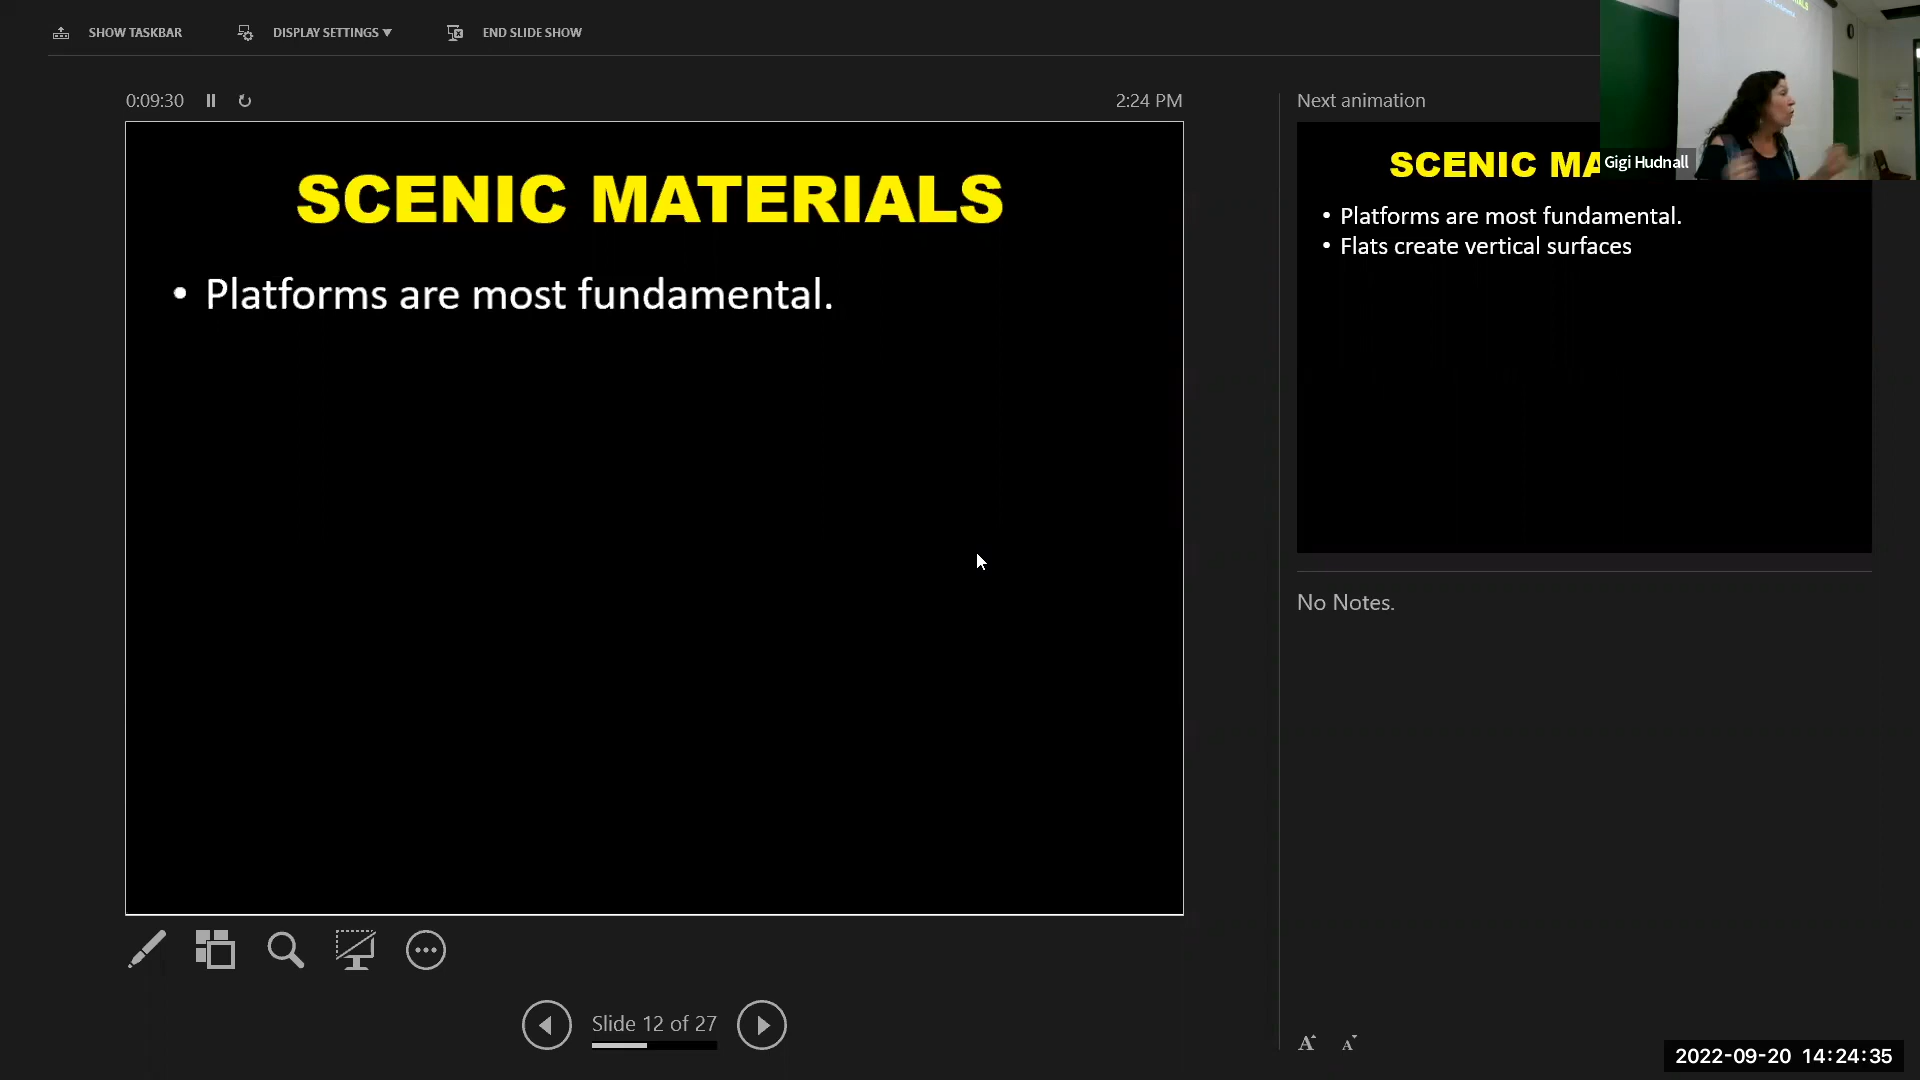 SHOW TASKBAR
DISPLAY SETTINGS ▼
END SLIDE SHOW
0:09:30
2:24 PM
SCENIC MATERIALS
• Platforms are most fundamental.
Next animation
SCENIC MA
Gigi Hudnall
• Platforms are most fundamental.
• Flats create vertical surfaces
No Notes.
Slide 12 of 27
A A
2022-09-20 14:24:35